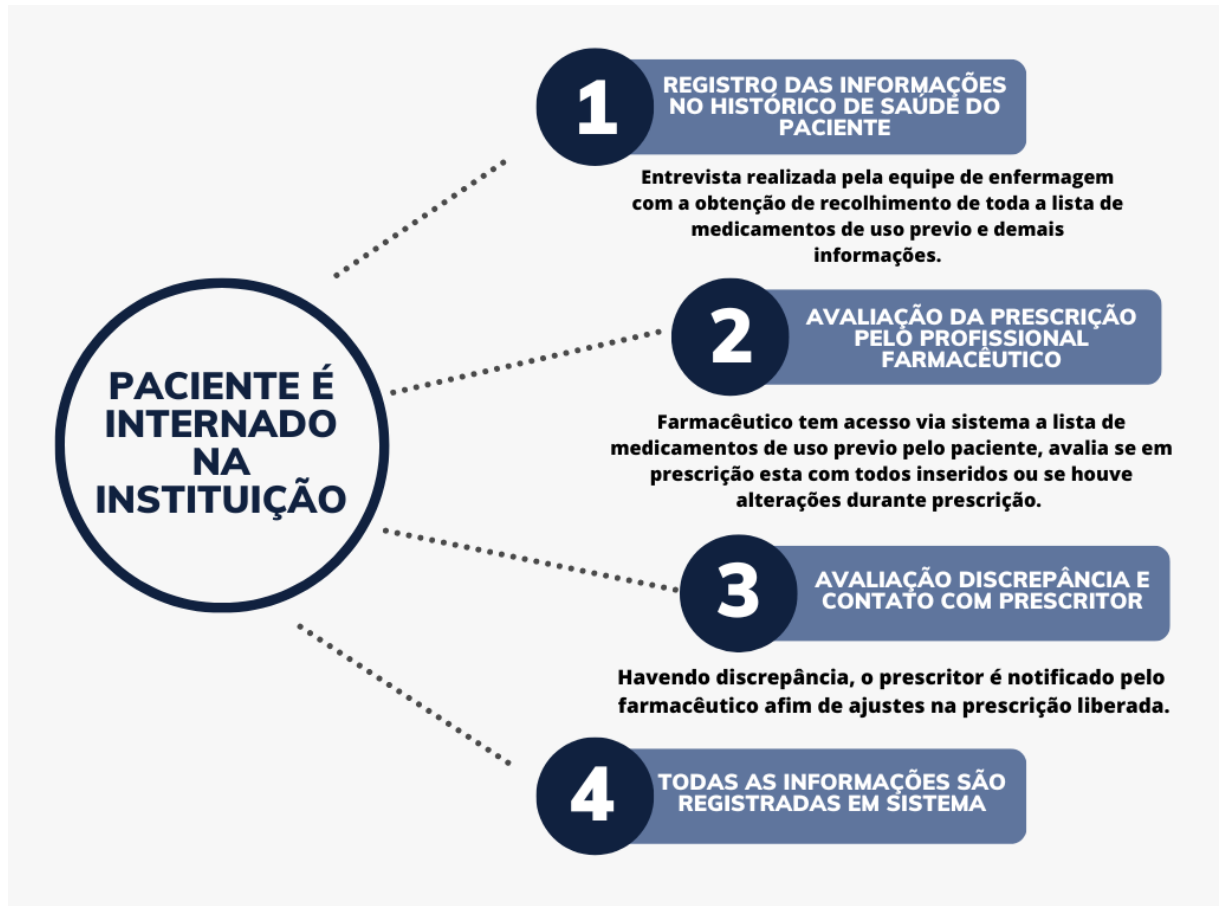 PACIENTE É
INTERNADO
NA
INSTITUIÇÃO
1
REGISTRO DAS INFORMAÇÕES
NO HISTÓRICO DE SAÚDE DO
PACIENTE
Entrevista realizada pela equipe de enfermagem
com a obtenção de recolhimento de toda a lista de
medicamentos de uso previo e demais
informações.
2
AVALIAÇÃO DA PRESCRIÇÃO
PELO PROFISSIONAL
FARMACÊUTICO
Farmacêutico tem acesso via sistema a lista de
medicamentos de uso previo pelo paciente, avalia se em
prescrição esta com todos inseridos ou se houve
alterações durante prescrição.
3
AVALIAÇÃO DISCREPÂNCIA E
CONTATO COM PRESCRITOR
Havendo discrepância, o prescritor é notificado pelo
farmacêutico afim de ajustes na prescrição liberada.
4
TODAS AS INFORMAÇÕES SÃO
REGISTRADAS EM SISTEMA